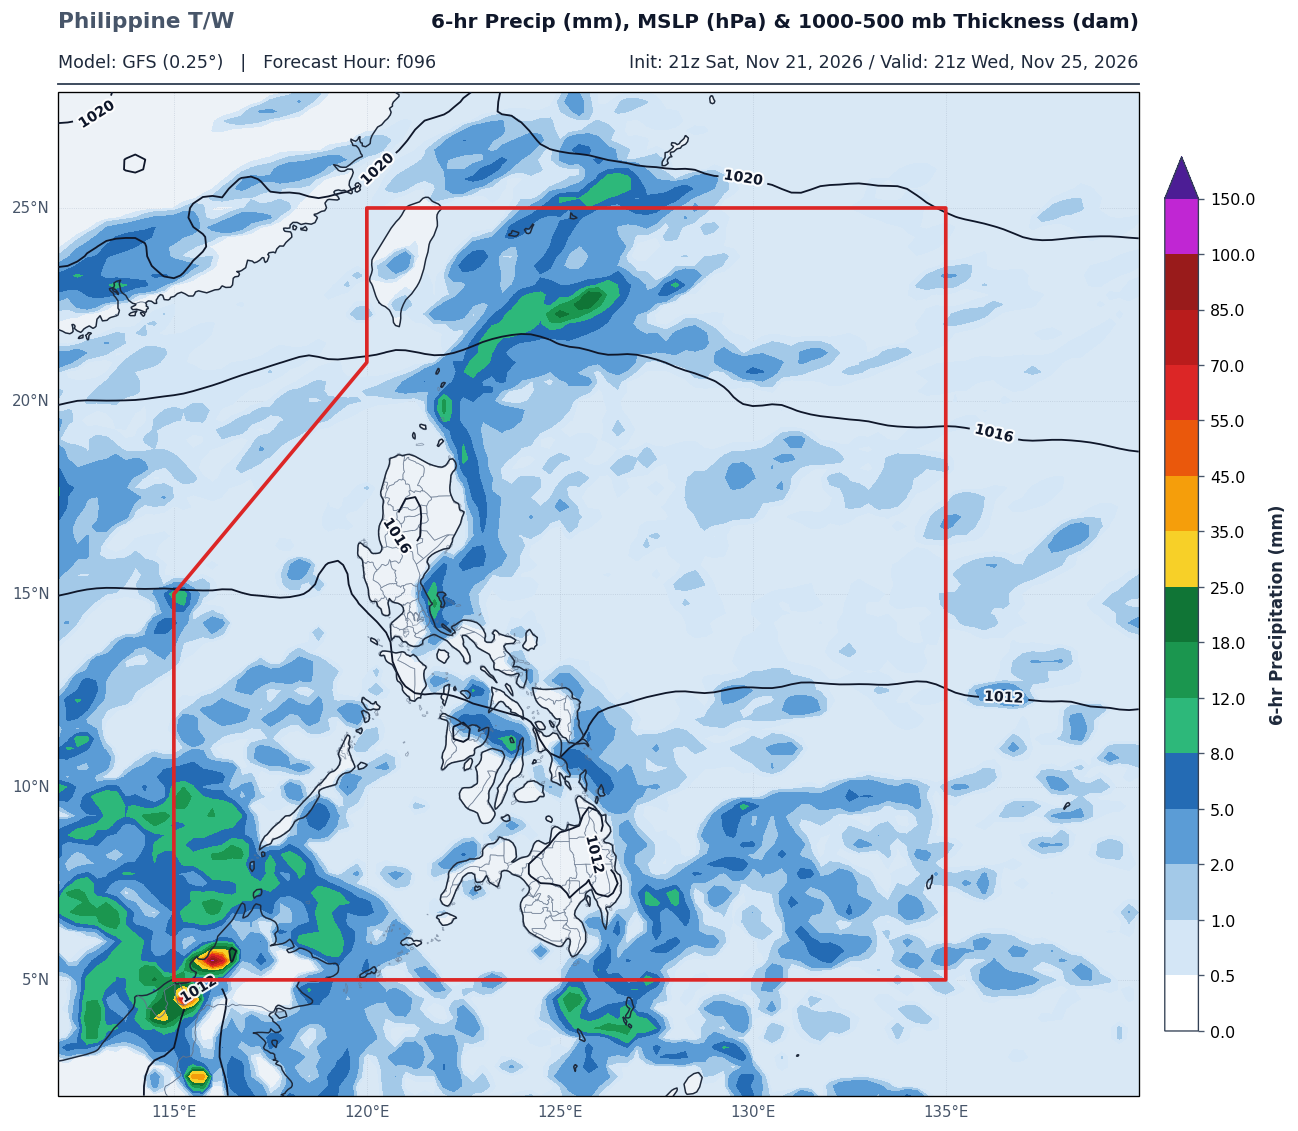 Philippine T/W
6-hr Precip (mm), MSLP (hPa) & 1000-500 mb Thickness (dam)
Model: GFS (0.25°) | Forecast Hour: f096
Init: 21z Sat, Nov 21, 2026 / Valid: 21z Wed, Nov 25, 2026
1020
1020
1020
1016
1016
1012
1012
1012
25°N
20°N
15°N
10°N
5°N
115°E
120°E
125°E
130°E
135°E
150.0
100.0
85.0
70.0
55.0
45.0
35.0
25.0
18.0
12.0
8.0
5.0
2.0
1.0
0.5
0.0
6-hr Precipitation (mm)